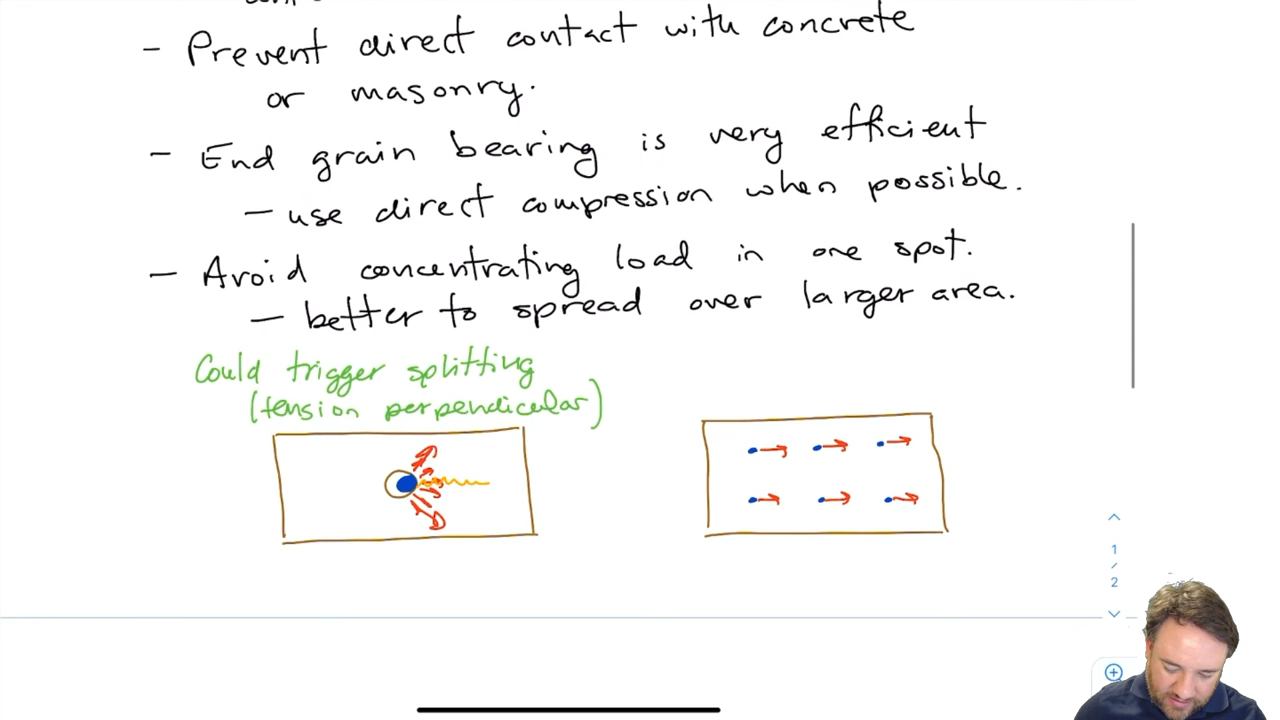 - Prevent direct contact with concrete
or masonry.
- End grain bearing is very efficient
- use direct compression when possible.
- Avoid concentrating load in one spot.
- better to spread over larger area.
Could trigger splitting
(tension perpendicular)
1
/
2